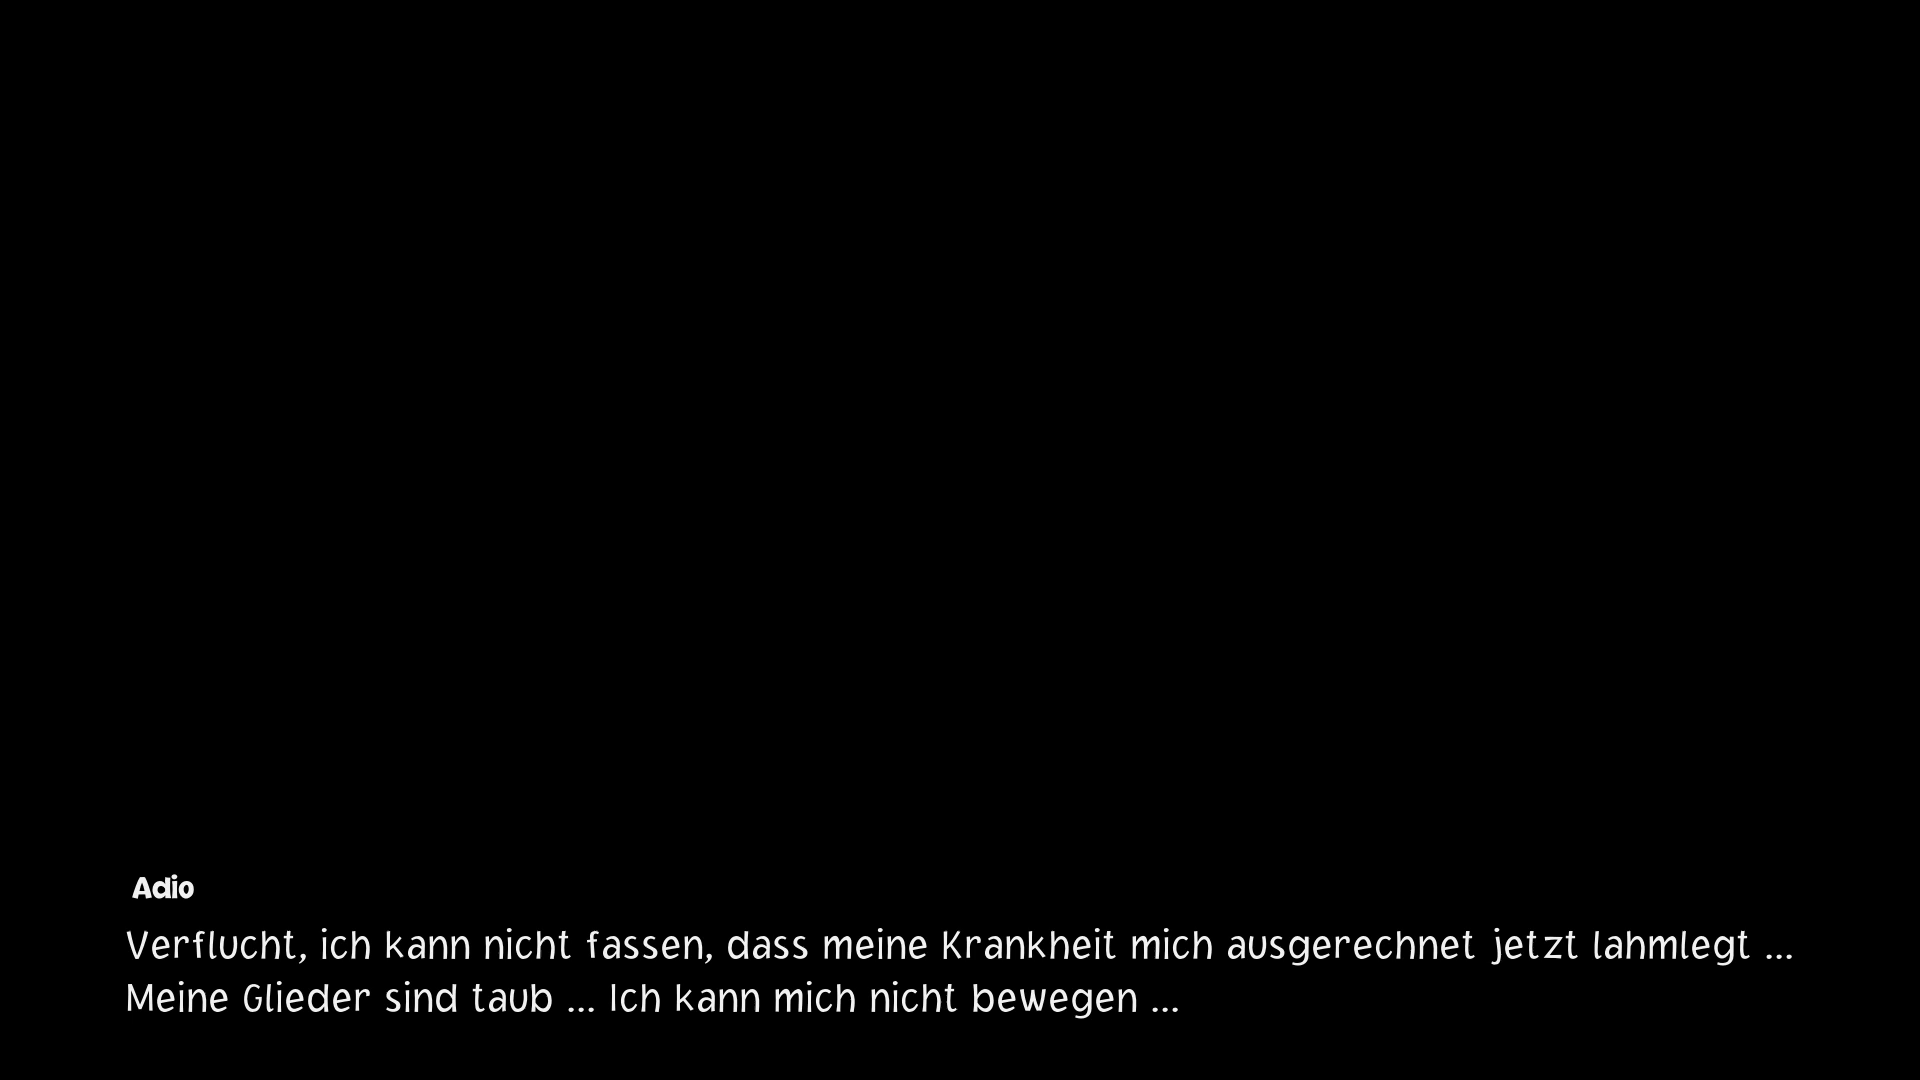 Adio
Verflucht, ich kann nicht fassen, dass meine Krankheit mich ausgerechnet jetzt lahmlegt ...
Meine Glieder sind taub ... Ich kann mich nicht bewegen ...